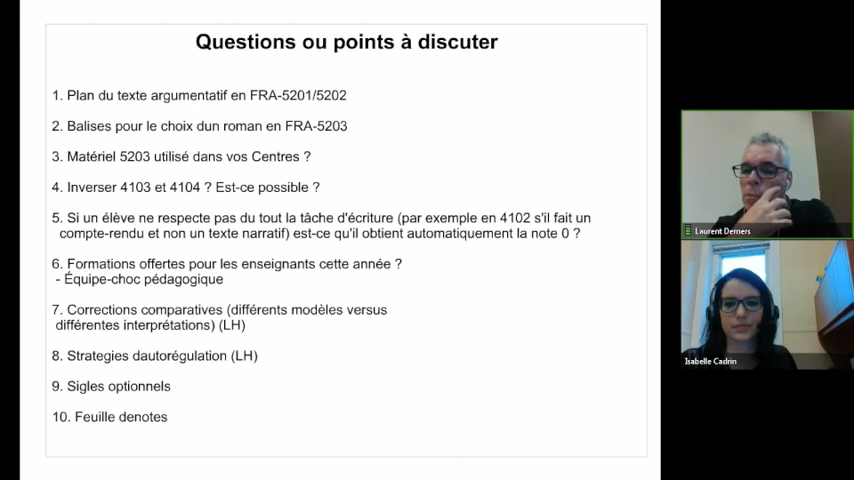 Questions ou points à discuter
1. Plan du texte argumentatif en FRA-5201/5202
2. Balises pour le choix dun roman en FRA-5203
3. Matériel 5203 utilisé dans vos Centres ?
4. Inverser 4103 et 4104 ? Est-ce possible ?
5. Si un élève ne respecte pas du tout la tâche d'écriture (par exemple en 4102 s'il fait un
compte-rendu et non un texte narratif) est-ce qu'il obtient automatiquement la note 0 ?
6. Formations offertes pour les enseignants cette année ?
- Équipe-choc pédagogique
7. Corrections comparatives (différents modèles versus
différentes interprétations) (LH)
8. Strategies dautorégulation (LH)
9. Sigles optionnels
10. Feuille denotes
Laurent Demers
Isabelle Cadrin